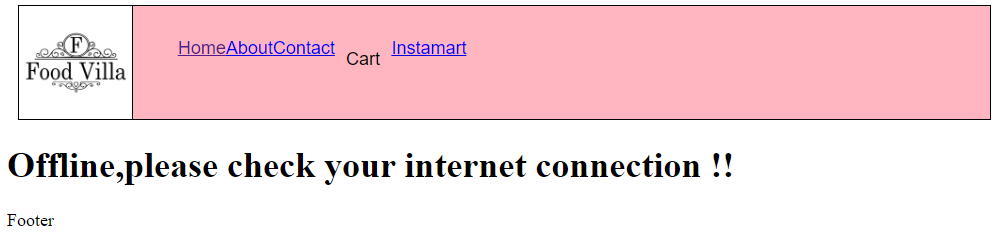 F
Food Villa
HomeAboutContact Cart Instamart
Offline,please check your internet connection !!
Footer